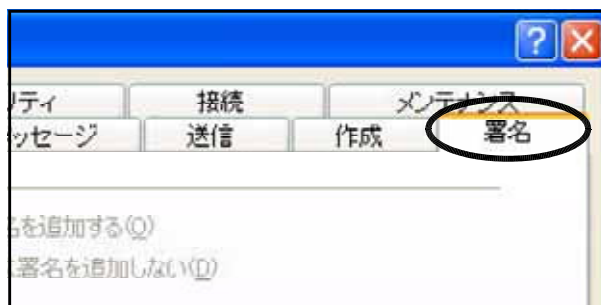 リティ 接続 メンテナンス
ッセージ 送信 作成 署名
名を追加する(O)
に署名を追加しない(D)